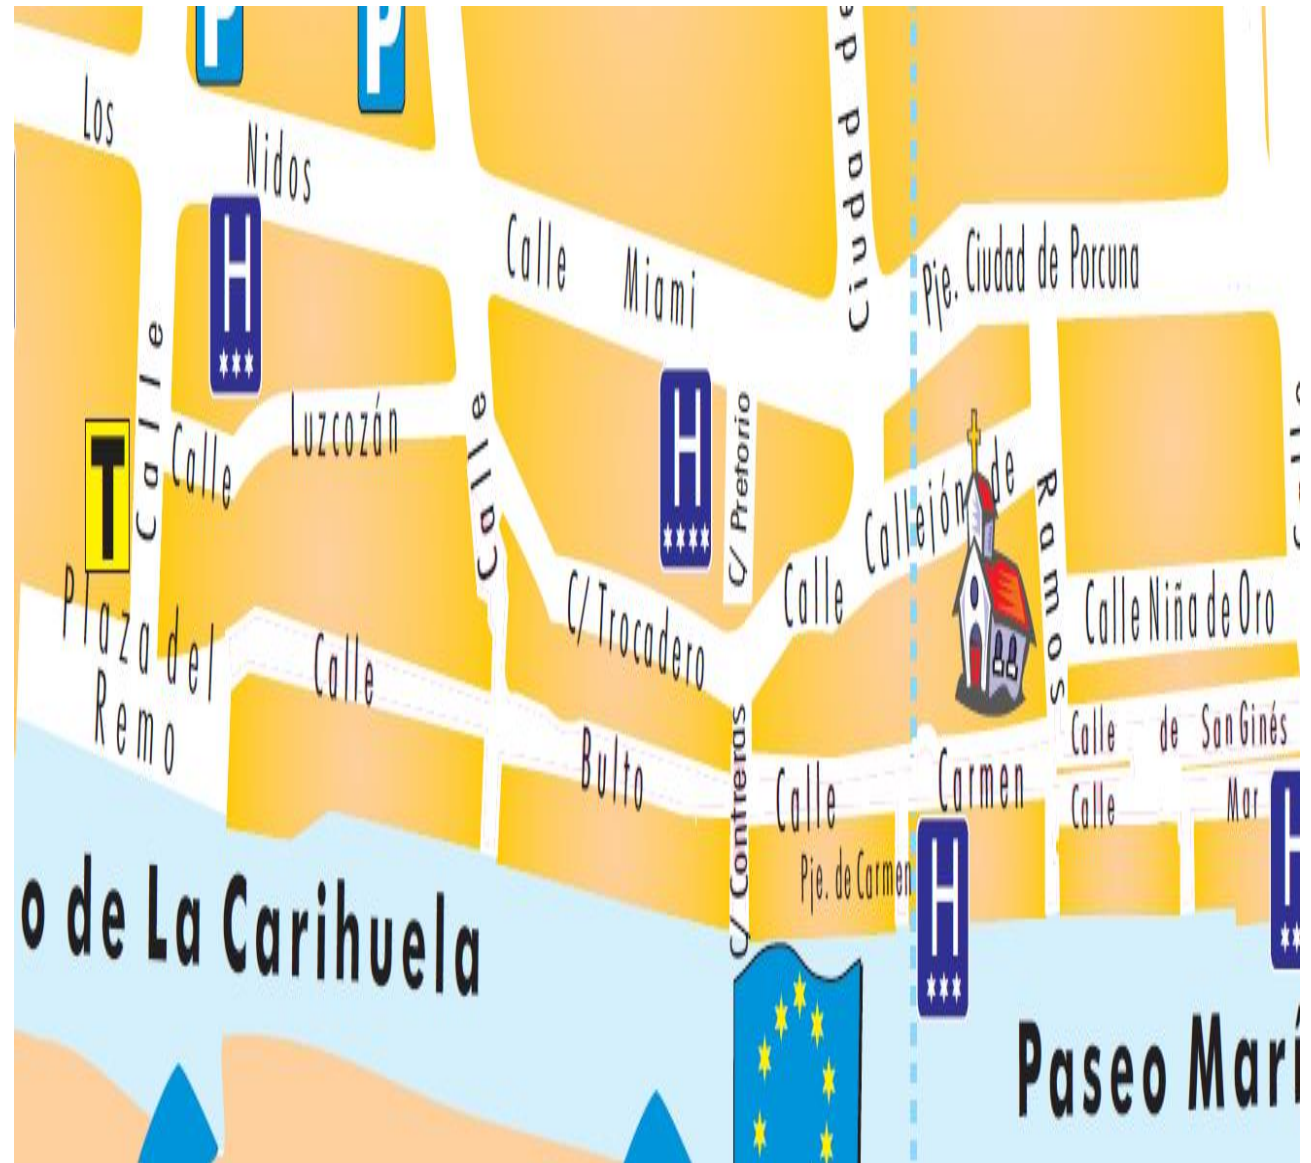 P
P
Los Nidos
Calle Miami
Ciudad de
Pje. Ciudad de Porcuna
H
Calle
Calle Luzcozán
T
Calle
H
C/ Pretorio
C/ Trocadero
Calle
Callejón de
Ramos
Calle Niña de Oro
Plaza del
Remo
Calle Bulto
C/ Contreras
Calle Carmen
Calle de San Ginés
Calle Mar
Pje. de Carmen
H
H
o de La Carihuela
Paseo Marí